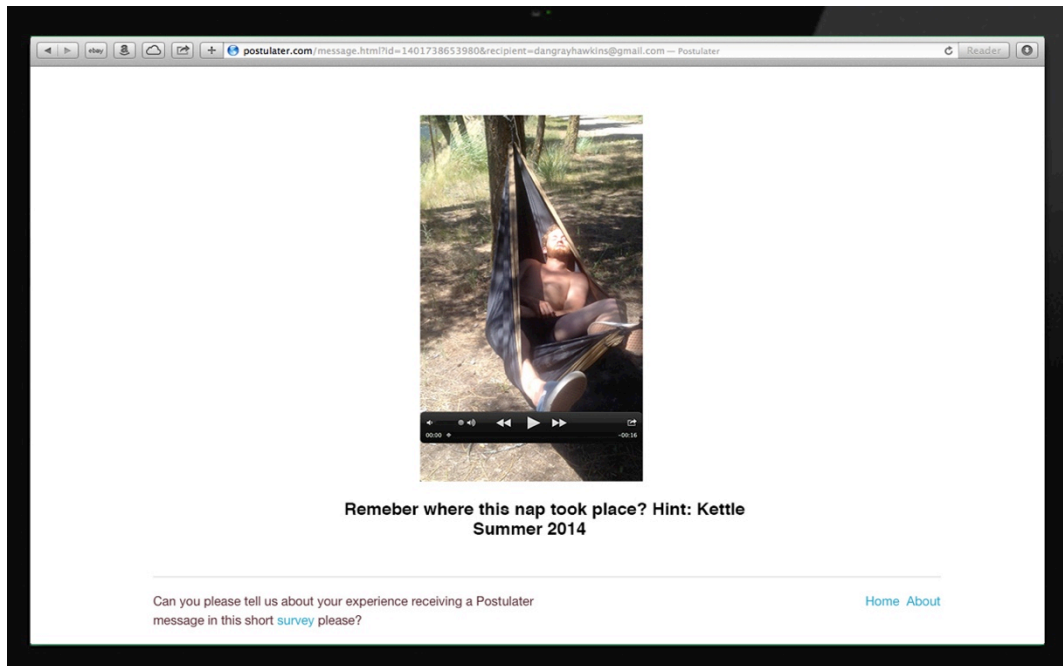 ebay
postulater.com/message.html?id=1401738653980&recipient=dangrayhawkins@gmail.com — Postulater
Reader
00:00
-00:16
Remeber where this nap took place? Hint: Kettle
Summer 2014
Can you please tell us about your experience receiving a Postulater
message in this short survey please?
Home About